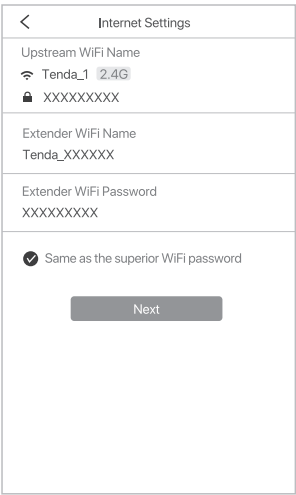 Internet Settings
Upstream WiFi Name
Tenda_1 2.4G
XXXXXXXXX
Extender WiFi Name
Tenda_XXXXXX
Extender WiFi Password
XXXXXXXXX
Same as the superior WiFi password
Next